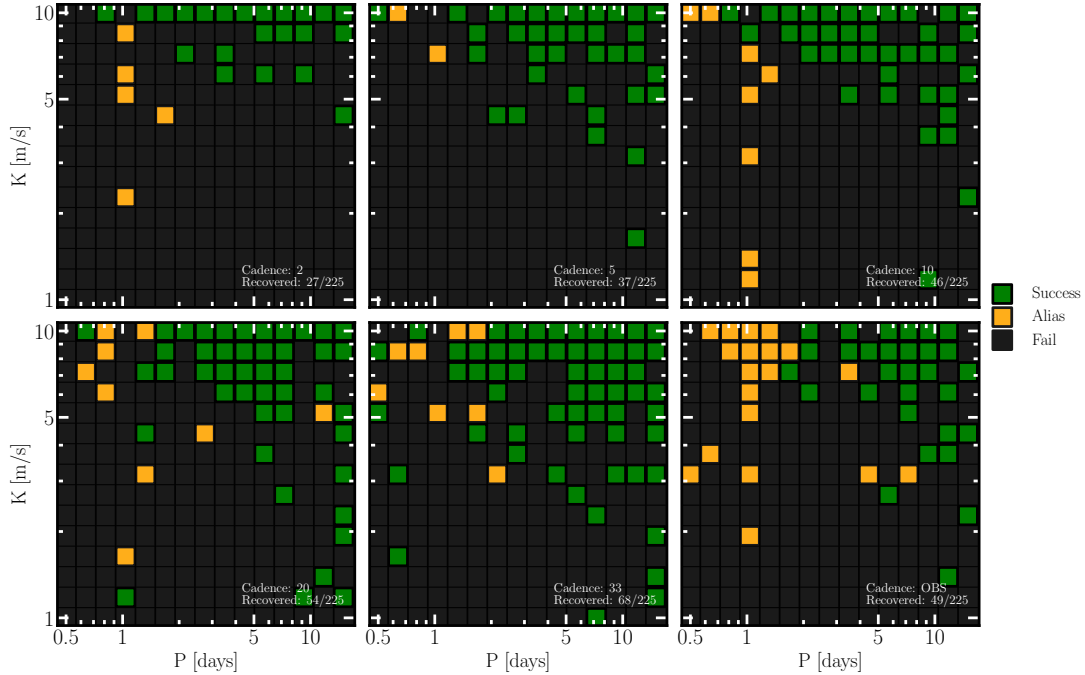 10
5
1
K [m/s]
Cadence: 2
Recovered: 27/225
Cadence: 5
Recovered: 37/225
Cadence: 10
Recovered: 46/225
Success
Alias
Fail
10
5
1
K [m/s]
Cadence: 20
Recovered: 54/225
Cadence: 33
Recovered: 68/225
Cadence: OBS
Recovered: 49/225
0.5 1 5 10
0.5 1 5 10
0.5 1 5 10
P [days]
P [days]
P [days]